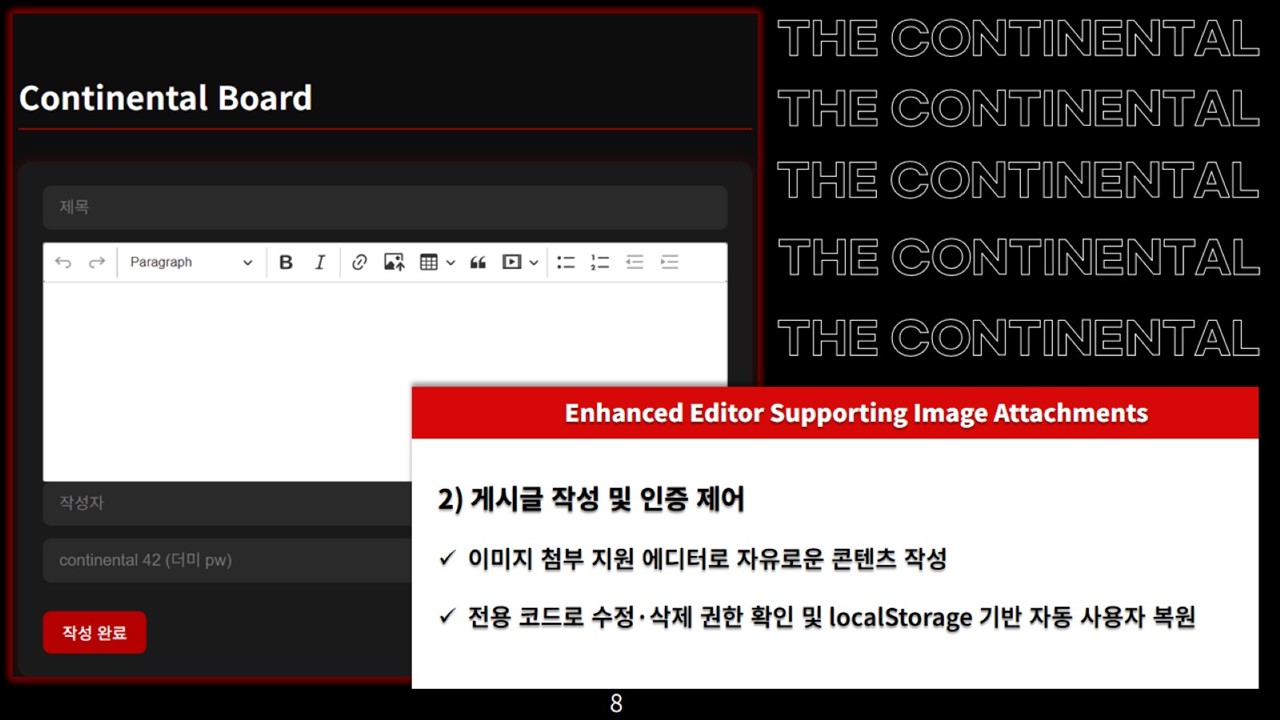 Continental Board
제목
Paragraph
B I
작성자
continental 42 (더미 pw)
작성 완료
THE CONTINENTAL
THE CONTINENTAL
THE CONTINENTAL
THE CONTINENTAL
THE CONTINENTAL
Enhanced Editor Supporting Image Attachments
2) 게시글 작성 및 인증 제어
✓ 이미지 첨부 지원 에디터로 자유로운 콘텐츠 작성
✓ 전용 코드로 수정·삭제 권한 확인 및 localStorage 기반 자동 사용자 복원
8